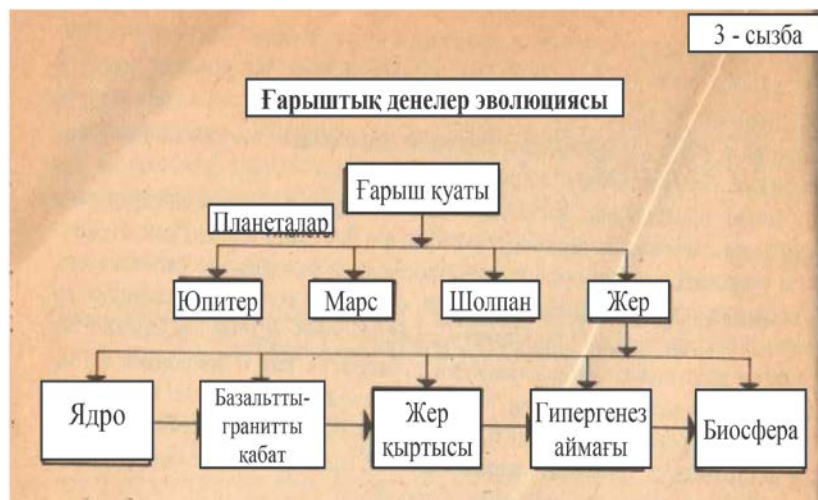 3 - сызба
Ғарыштық денелер эволюциясы
Ғарыш қуаты
Планеталар
Юпитер
Марс
Шолпан
Жер
Ядро
Базальтты-
гранитты
қабат
Жер
қыртысы
Гипергенез
аймағы
Биосфера